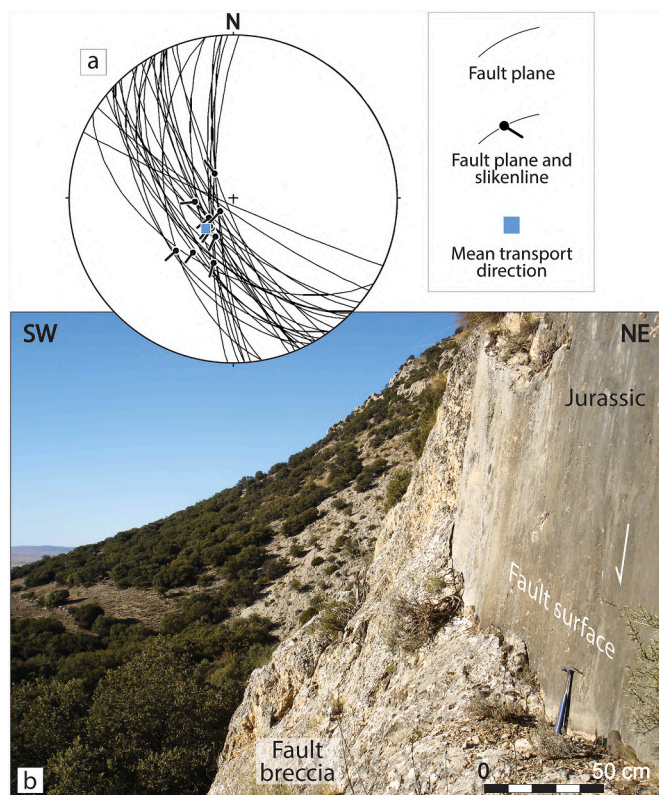 N
a
Fault plane
Fault plane and
slikenline
Mean transport
direction
SW
NE
Jurassic
Fault surface
Fault
breccia
b
0
50 cm